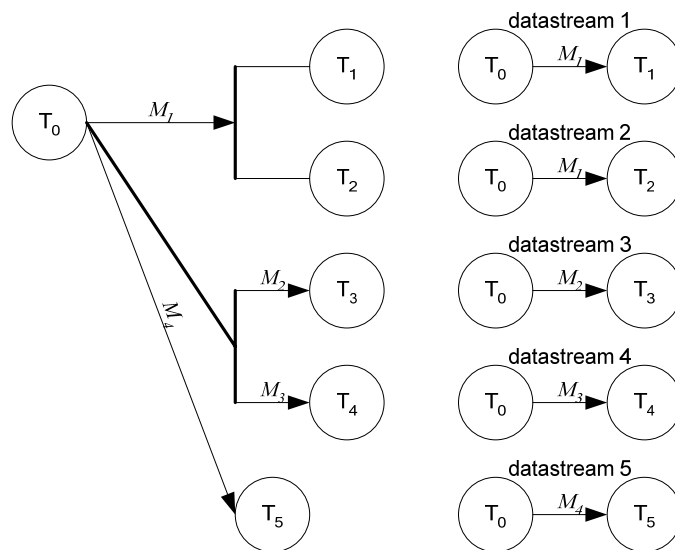 T₀
M₁
T₁
T₂
M₂
T₃
M₃
T₄
M₄
T₅
datastream 1
T₀ M₁ T₁
datastream 2
T₀ M₁ T₂
datastream 3
T₀ M₂ T₃
datastream 4
T₀ M₃ T₄
datastream 5
T₀ M₄ T₅